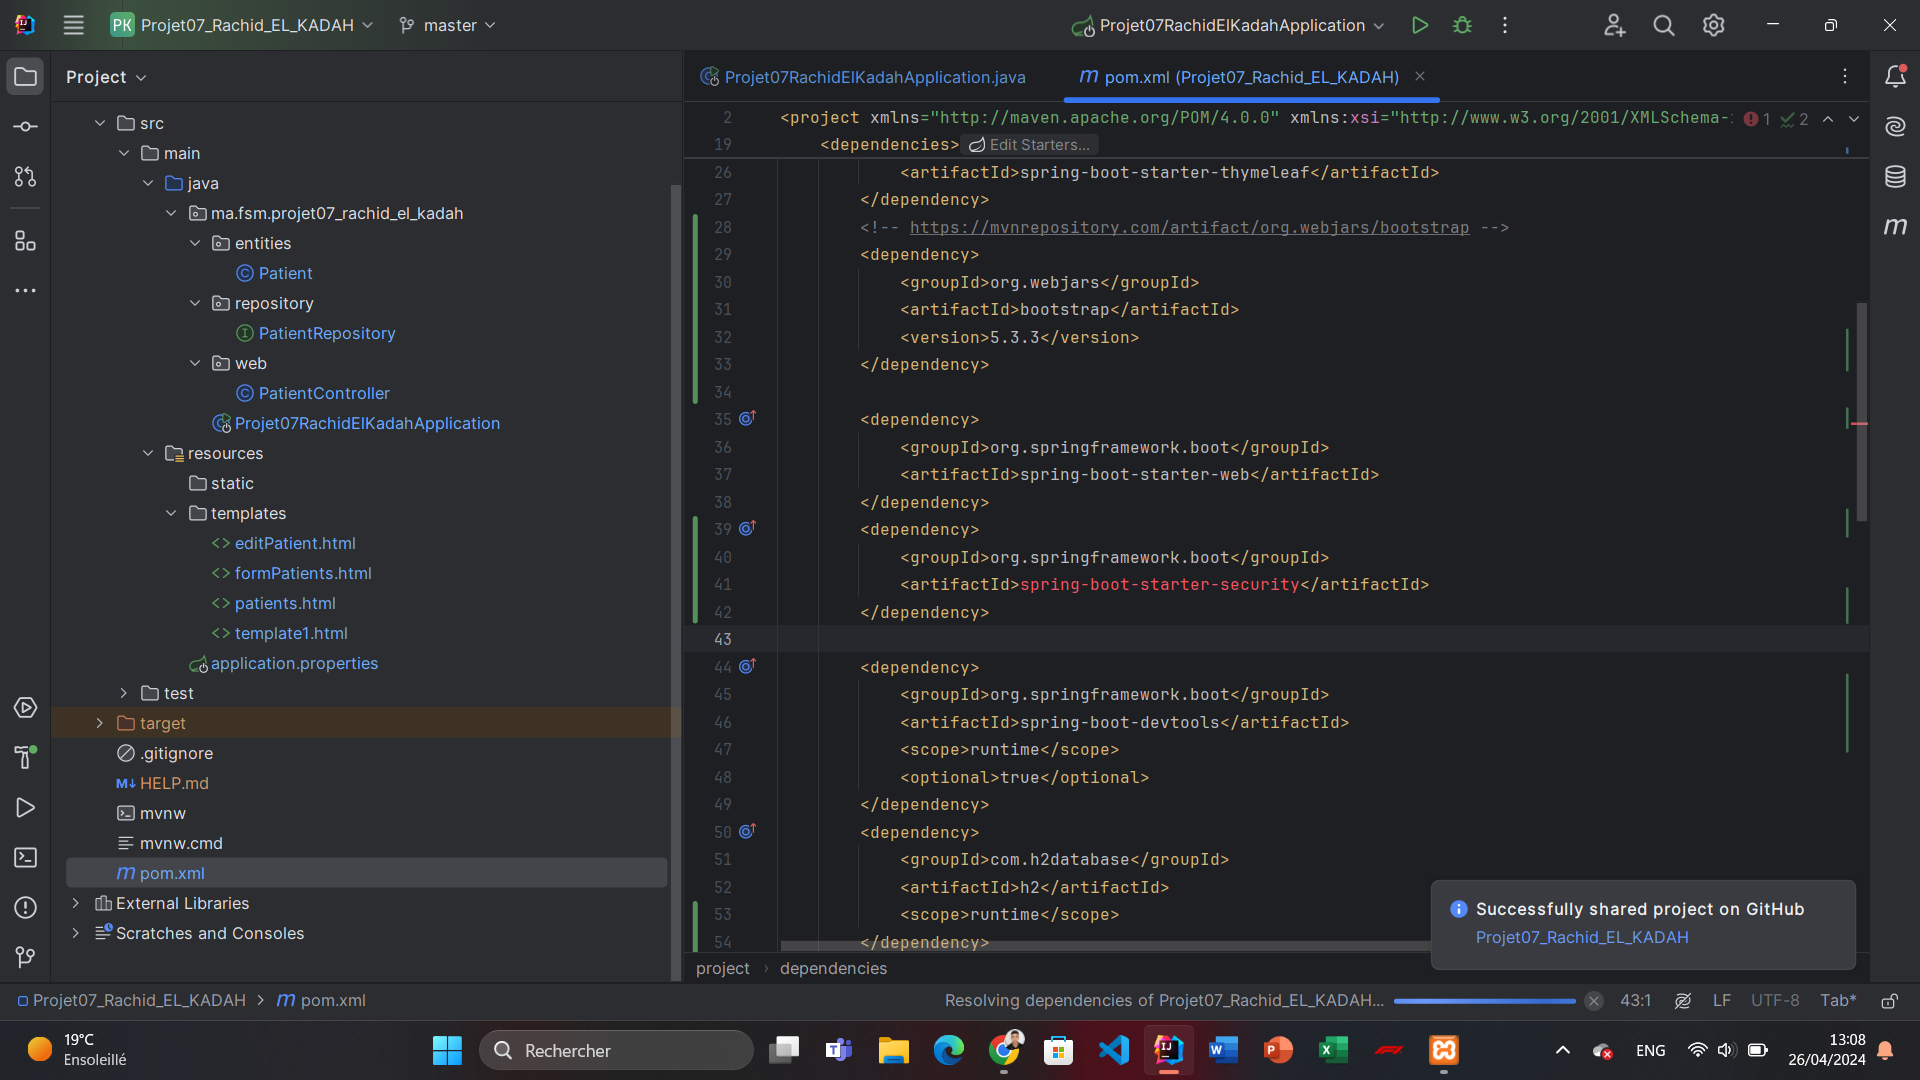 PK Projet07_Rachid_EL_KADAH master Projet07RachidElKadahApplication
Project
Projet07RachidElKadahApplication.java pom.xml (Projet07_Rachid_EL_KADAH)
src
main
java
ma.fsm.projet07_rachid_el_kadah
entities
Patient
repository
PatientRepository
web
PatientController
Projet07RachidElKadahApplication
resources
static
templates
editPatient.html
formPatients.html
patients.html
template1.html
application.properties
test
target
.gitignore
HELP.md
mvnw
mvnw.cmd
pom.xml
External Libraries
Scratches and Consoles
2 <project xmlns="http://maven.apache.org/POM/4.0.0" xmlns:xsi="http://www.w3.org/2001/XMLSchema- 1 2
19 <dependencies> Edit Starters...
26 <artifactId>spring-boot-starter-thymeleaf</artifactId>
27 </dependency>
28 <!-- https://mvnrepository.com/artifact/org.webjars/bootstrap -->
29 <dependency>
30 <groupId>org.webjars</groupId>
31 <artifactId>bootstrap</artifactId>
32 <version>5.3.3</version>
33 </dependency>
34
35 <dependency>
36 <groupId>org.springframework.boot</groupId>
37 <artifactId>spring-boot-starter-web</artifactId>
38 </dependency>
39 <dependency>
40 <groupId>org.springframework.boot</groupId>
41 <artifactId>spring-boot-starter-security</artifactId>
42 </dependency>
43
44 <dependency>
45 <groupId>org.springframework.boot</groupId>
46 <artifactId>spring-boot-devtools</artifactId>
47 <scope>runtime</scope>
48 <optional>true</optional>
49 </dependency>
50 <dependency>
51 <groupId>com.h2database</groupId>
52 <artifactId>h2</artifactId>
53 <scope>runtime</scope>
54 </dependency>
Successfully shared project on GitHub
Projet07_Rachid_EL_KADAH
project › dependencies
Projet07_Rachid_EL_KADAH > pom.xml Resolving dependencies of Projet07_Rachid_EL_KADAH... 43:1 LF UTF-8 Tab*
19°C
Ensoleillé
Rechercher
ENG
13:08
26/04/2024